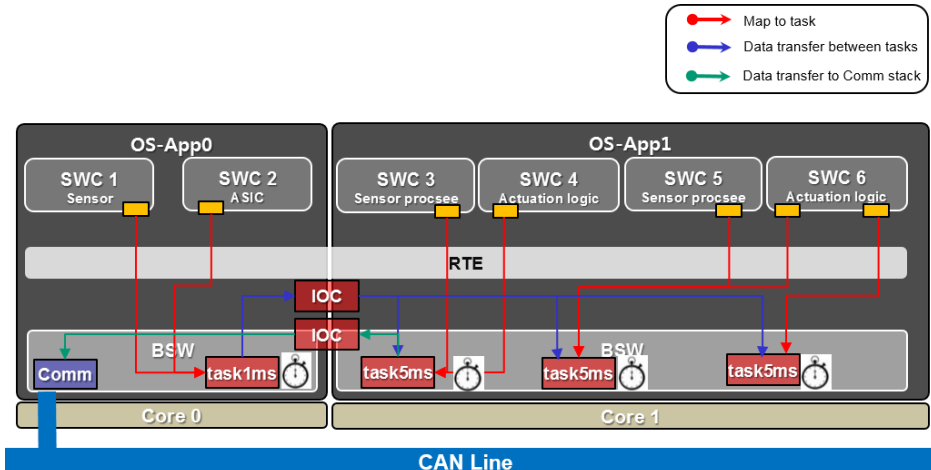 Map to task
Data transfer between tasks
Data transfer to Comm stack
OS-App0
OS-App1
SWC 1
Sensor
SWC 2
ASIC
SWC 3
Sensor procsee
SWC 4
Actuation logic
SWC 5
Sensor procsee
SWC 6
Actuation logic
RTE
IOC
IOC
BSW
BSW
Comm
task1ms
task5ms
task5ms
task5ms
Core 0
Core 1
CAN Line